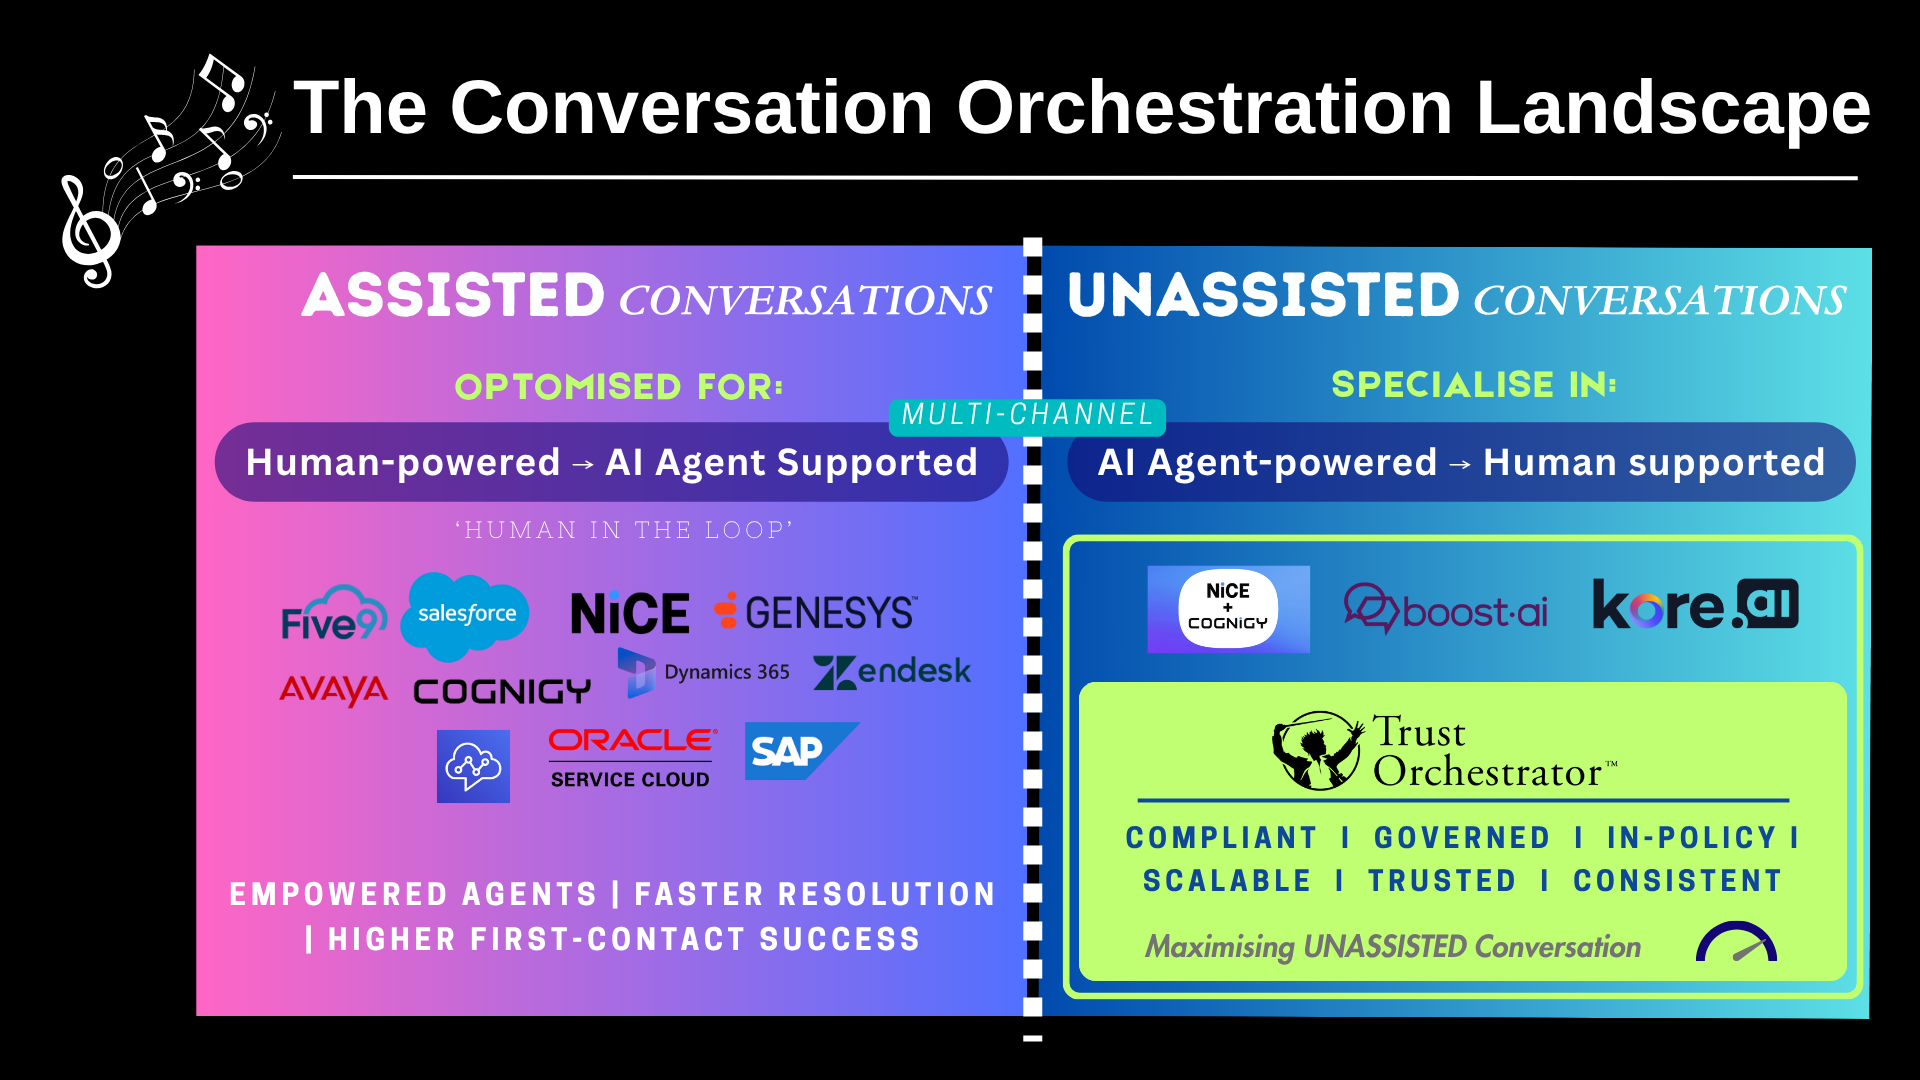 The Conversation Orchestration Landscape
ASSISTED CONVERSATIONS
OPTOMISED FOR:
MULTI-CHANNEL
Human-powered → AI Agent Supported
'HUMAN IN THE LOOP'
Five9 salesforce NiCE GENESYS™
AVAYA COGNIGY Dynamics 365 Zendesk
ORACLE® SAP
SERVICE CLOUD
EMPOWERED AGENTS | FASTER RESOLUTION
| HIGHER FIRST-CONTACT SUCCESS
UNASSISTED CONVERSATIONS
SPECIALISE IN:
AI Agent-powered → Human supported
NiCE
+
COGNiGY
boost.ai kore.ai
Trust
Orchestrator™
COMPLIANT I GOVERNED I IN-POLICY I
SCALABLE I TRUSTED I CONSISTENT
Maximising UNASSISTED Conversation